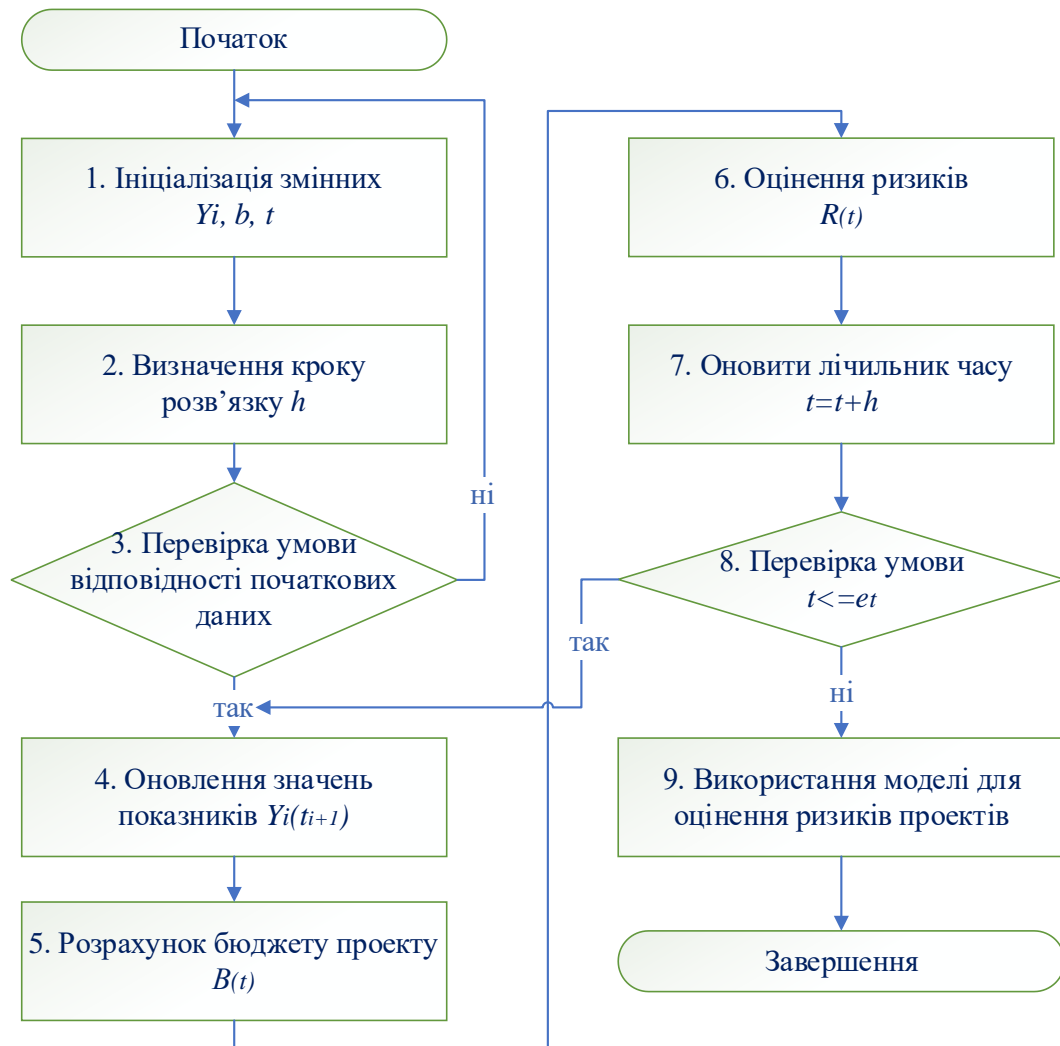 Початок
1. Ініціалізація змінних
Yi, b, t
2. Визначення кроку
розв’язку h
ні
3. Перевірка умови
відповідності початкових
даних
так
4. Оновлення значень
показників Yi(ti+1)
5. Розрахунок бюджету проекту
B(t)
6. Оцінення ризиків
R(t)
7. Оновити лічильник часу
t=t+h
8. Перевірка умови
t<=et
так
ні
9. Використання моделі для
оцінення ризиків проектів
Завершення